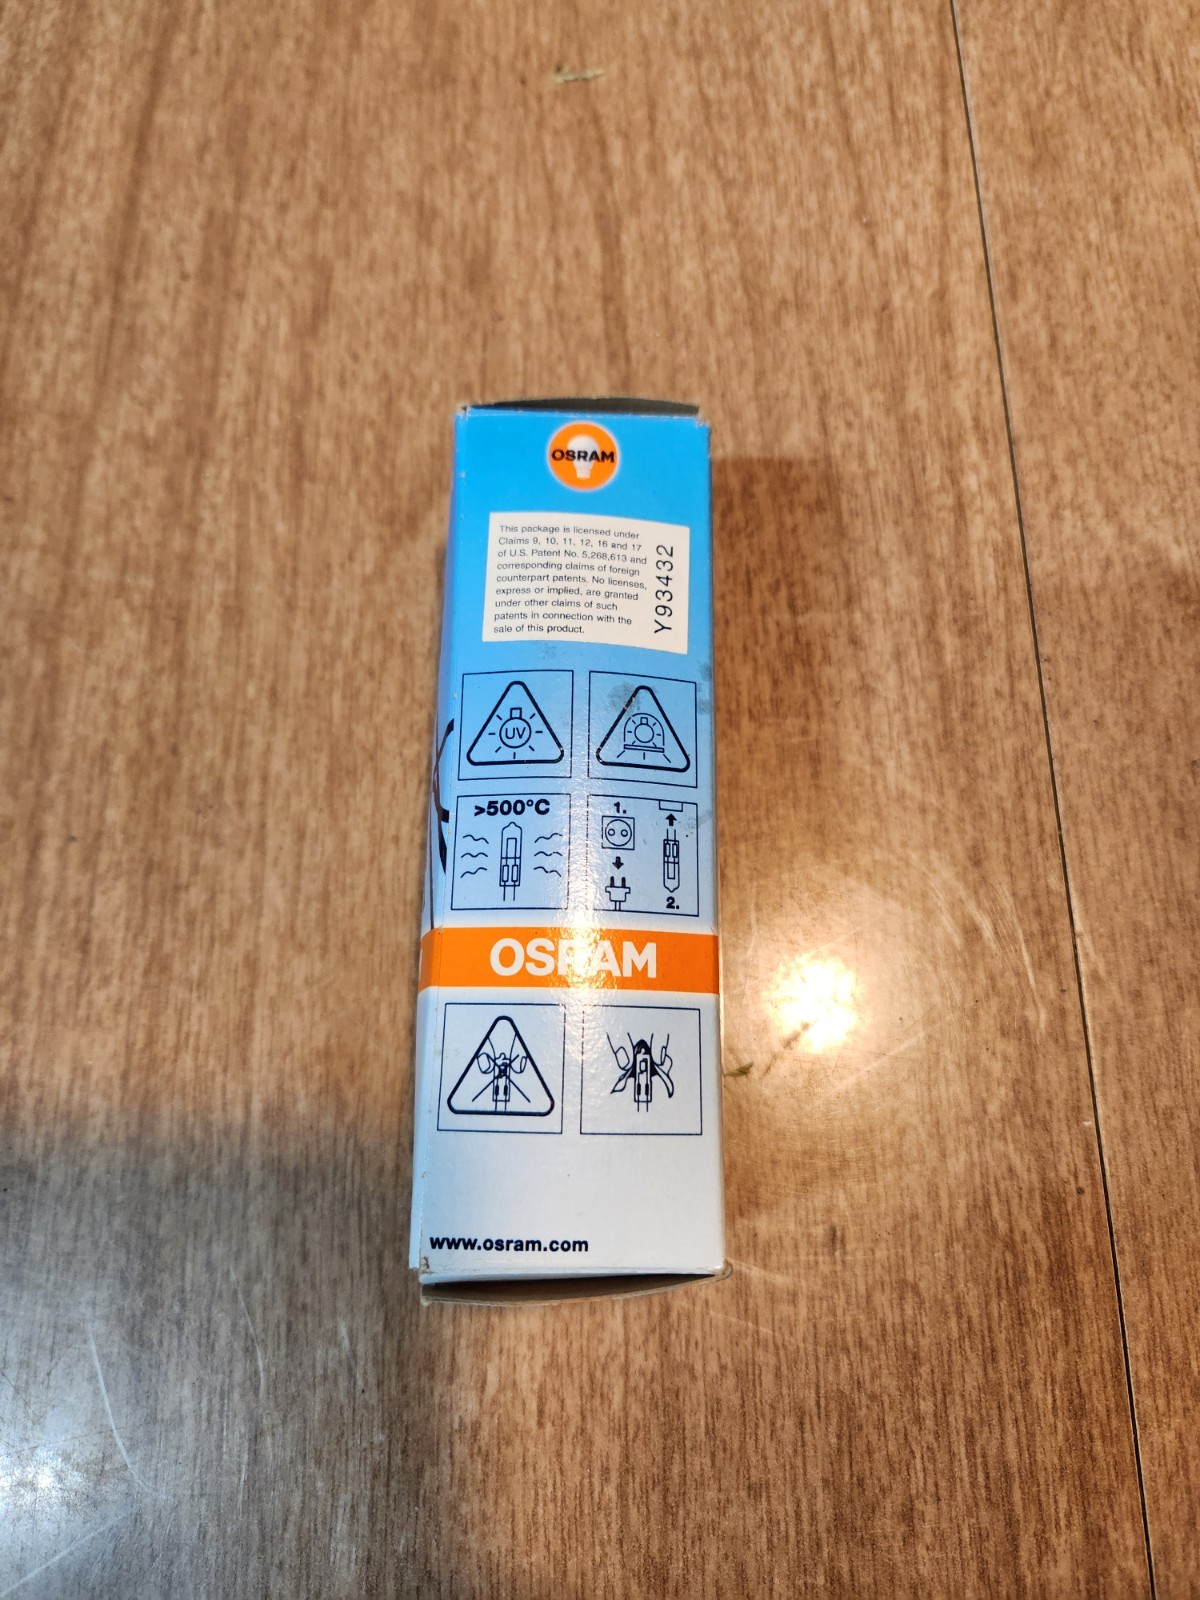 OSRAM
This package is licensed under
Claims 9, 10, 11, 12, 16 and 17
of U.S. Patent No. 5,268,613 and
corresponding claims of foreign
counterpart patents. No licenses,
express or implied, are granted
under other claims of such
patents in connection with the
sale of this product.
Y93432
UV
>500°C
1.
2.
OSRAM
www.osram.com